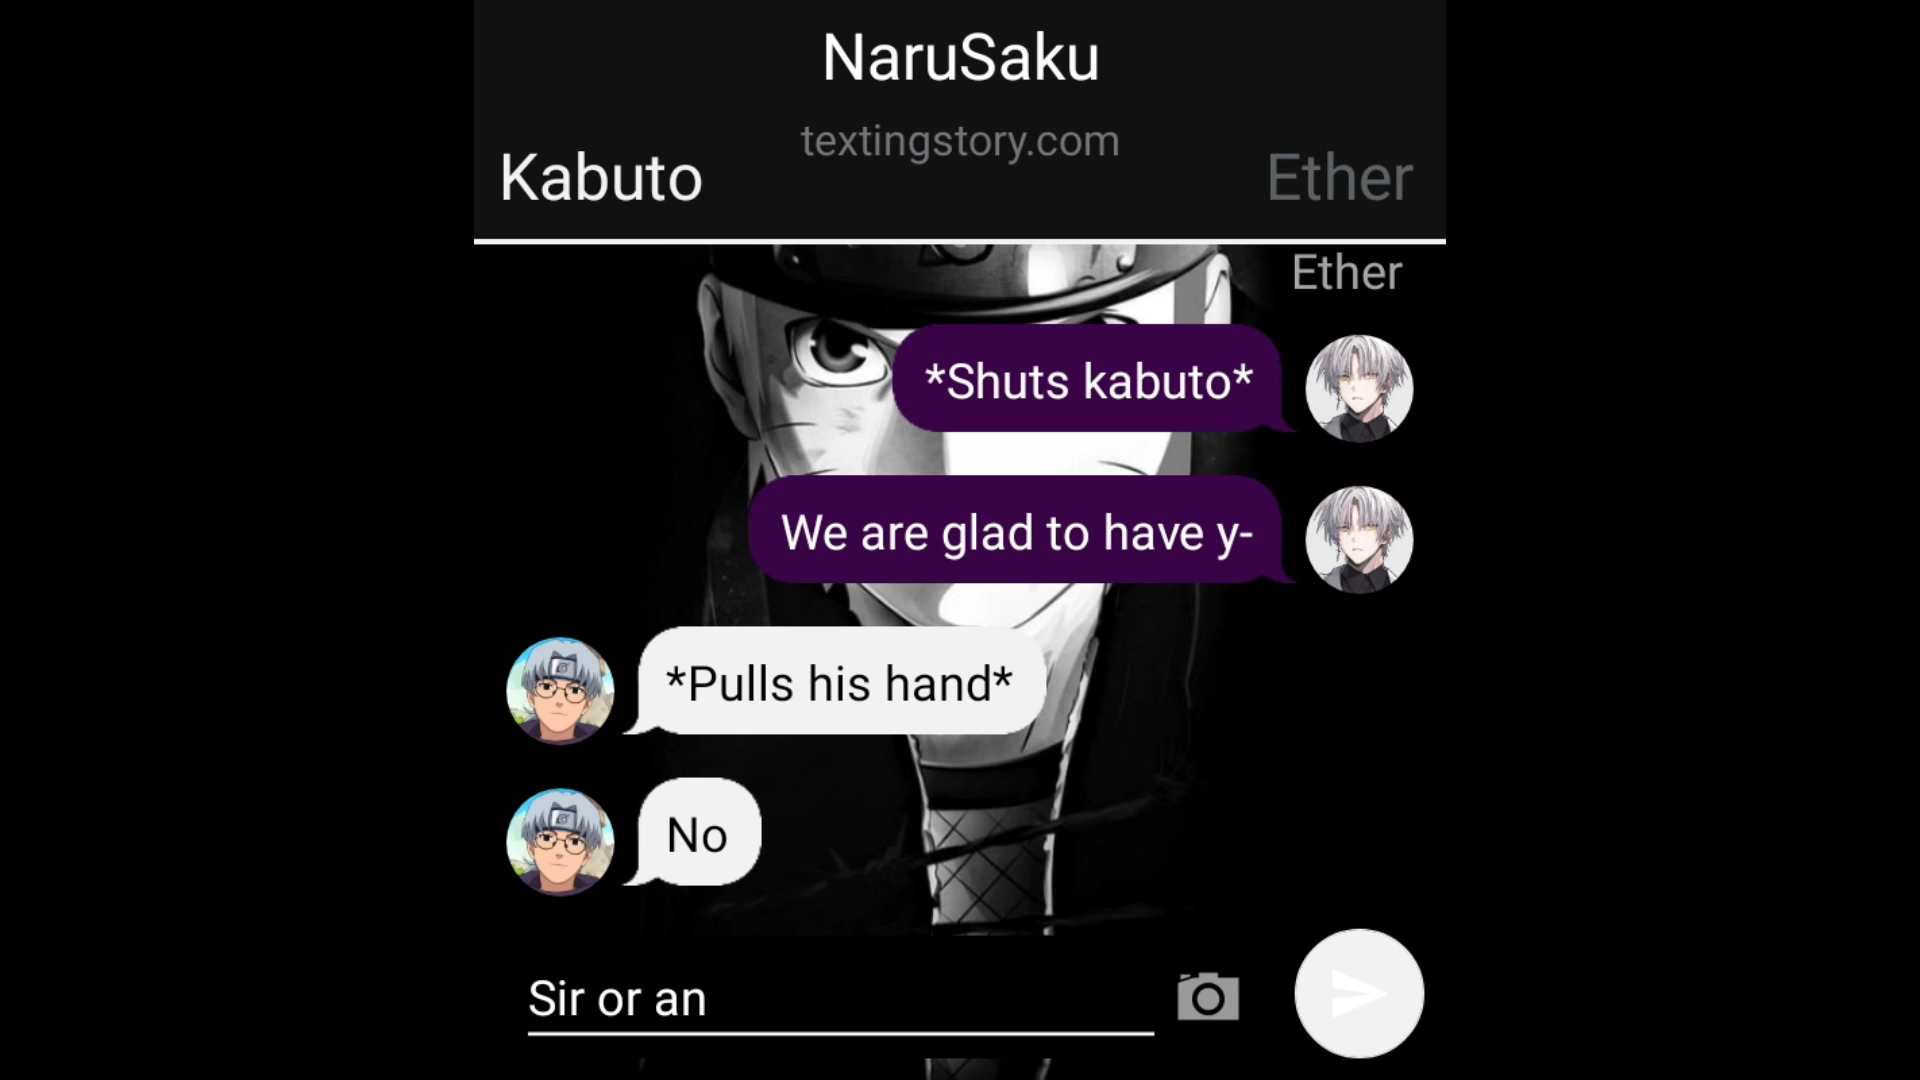 NaruSaku
textingstory.com
Kabuto
Ether
Ether
*Shuts kabuto*
We are glad to have y-
*Pulls his hand*
No
Sir or an